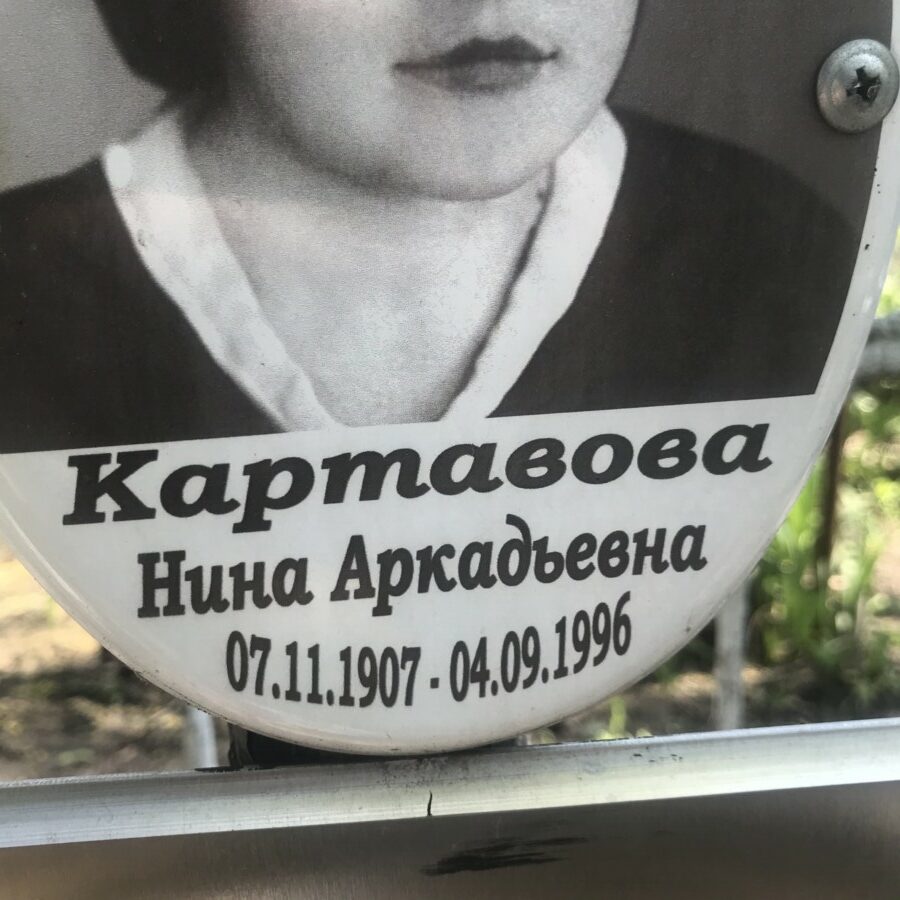 Картавова
Нина Аркадьевна
07.11.1907 - 04.09.1996